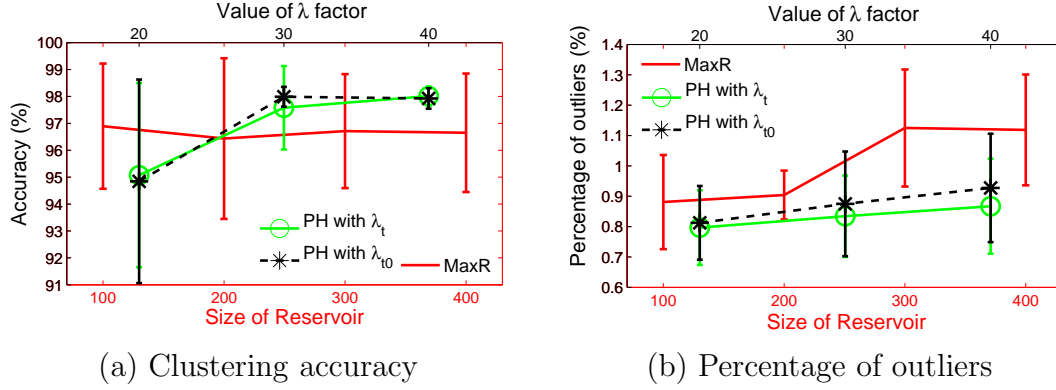 Value of λ factor
20 30 40
100
99
98
97
96
95
94
93
92
91
Accuracy (%)
PH with λt
PH with λt0
MaxR
100 200 300 400
Size of Reservoir
(a) Clustering accuracy
Value of λ factor
20 30 40
1.4
1.3
1.2
1.1
1
0.9
0.8
0.7
0.6
Percentage of outliers (%)
MaxR
PH with λt
PH with λt0
100 200 300 400
Size of Reservoir
(b) Percentage of outliers